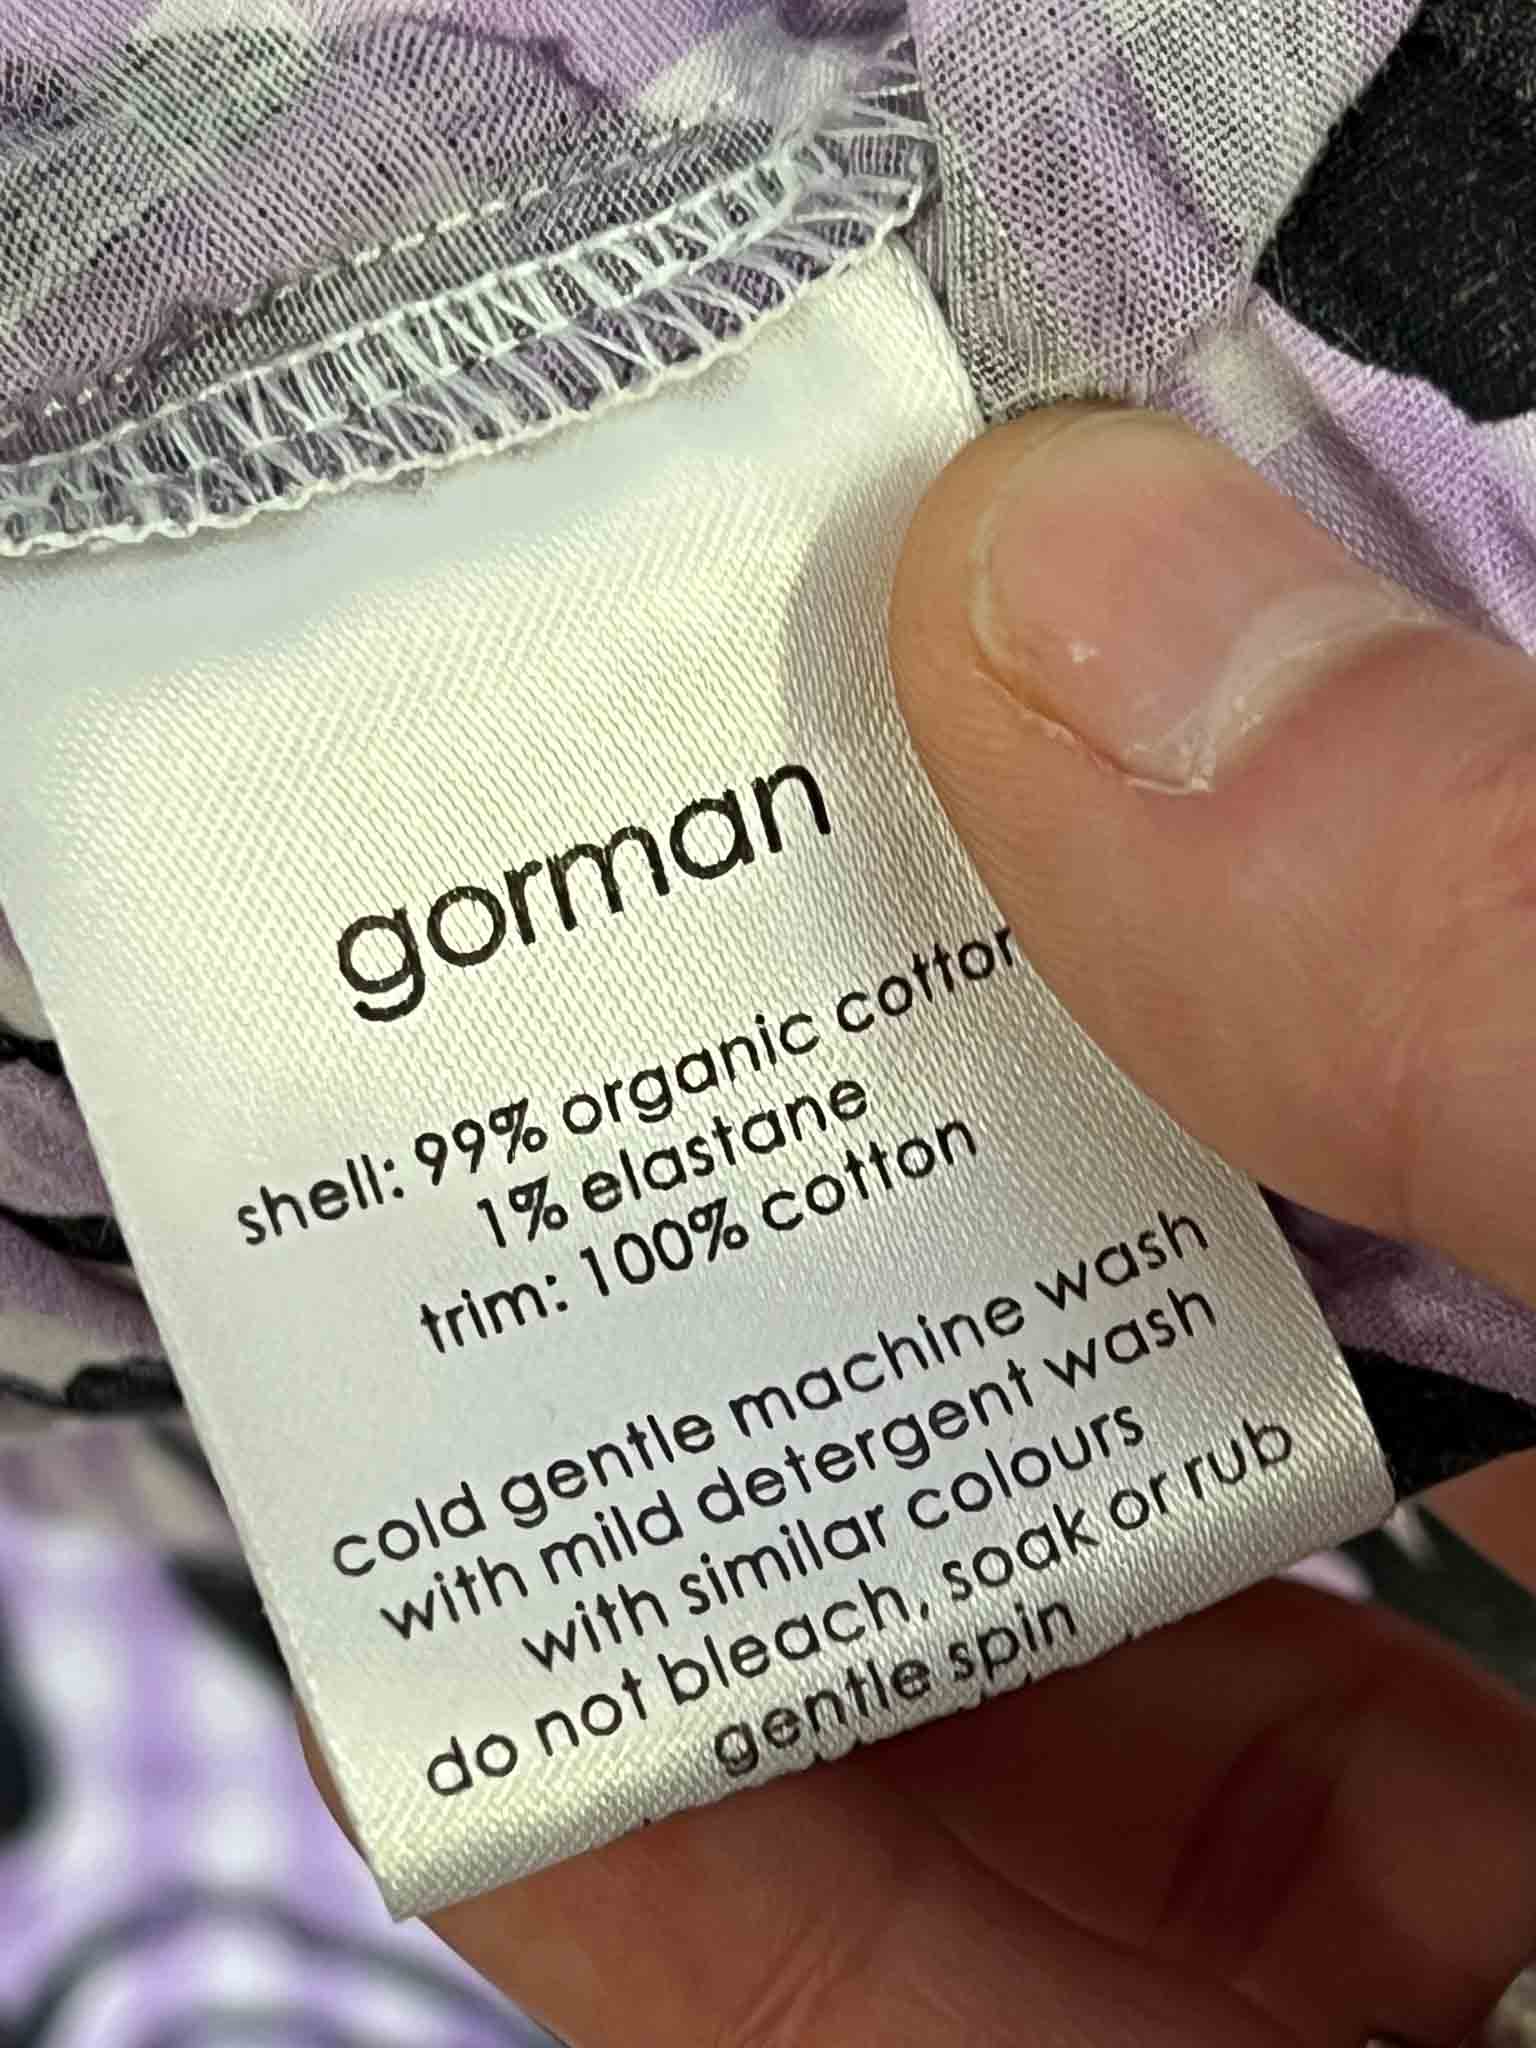 gorman
shell: 99% organic cotton
1% elastane
trim: 100% cotton
cold gentle machine wash
with mild detergent wash
with similar colours
do not bleach, soak or rub
gentle spin